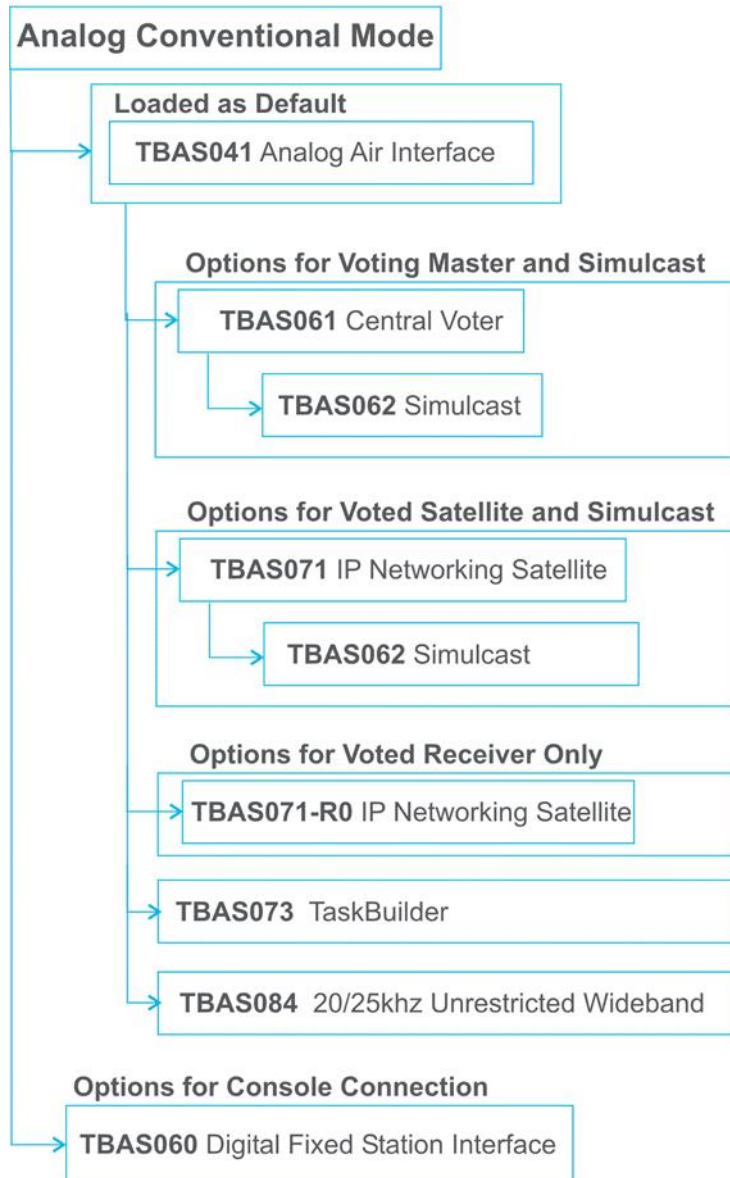 Analog Conventional Mode
Loaded as Default
TBAS041 Analog Air Interface
Options for Voting Master and Simulcast
TBAS061 Central Voter
TBAS062 Simulcast
Options for Voted Satellite and Simulcast
TBAS071 IP Networking Satellite
TBAS062 Simulcast
Options for Voted Receiver Only
TBAS071-R0 IP Networking Satellite
TBAS073 TaskBuilder
TBAS084 20/25khz Unrestricted Wideband
Options for Console Connection
TBAS060 Digital Fixed Station Interface